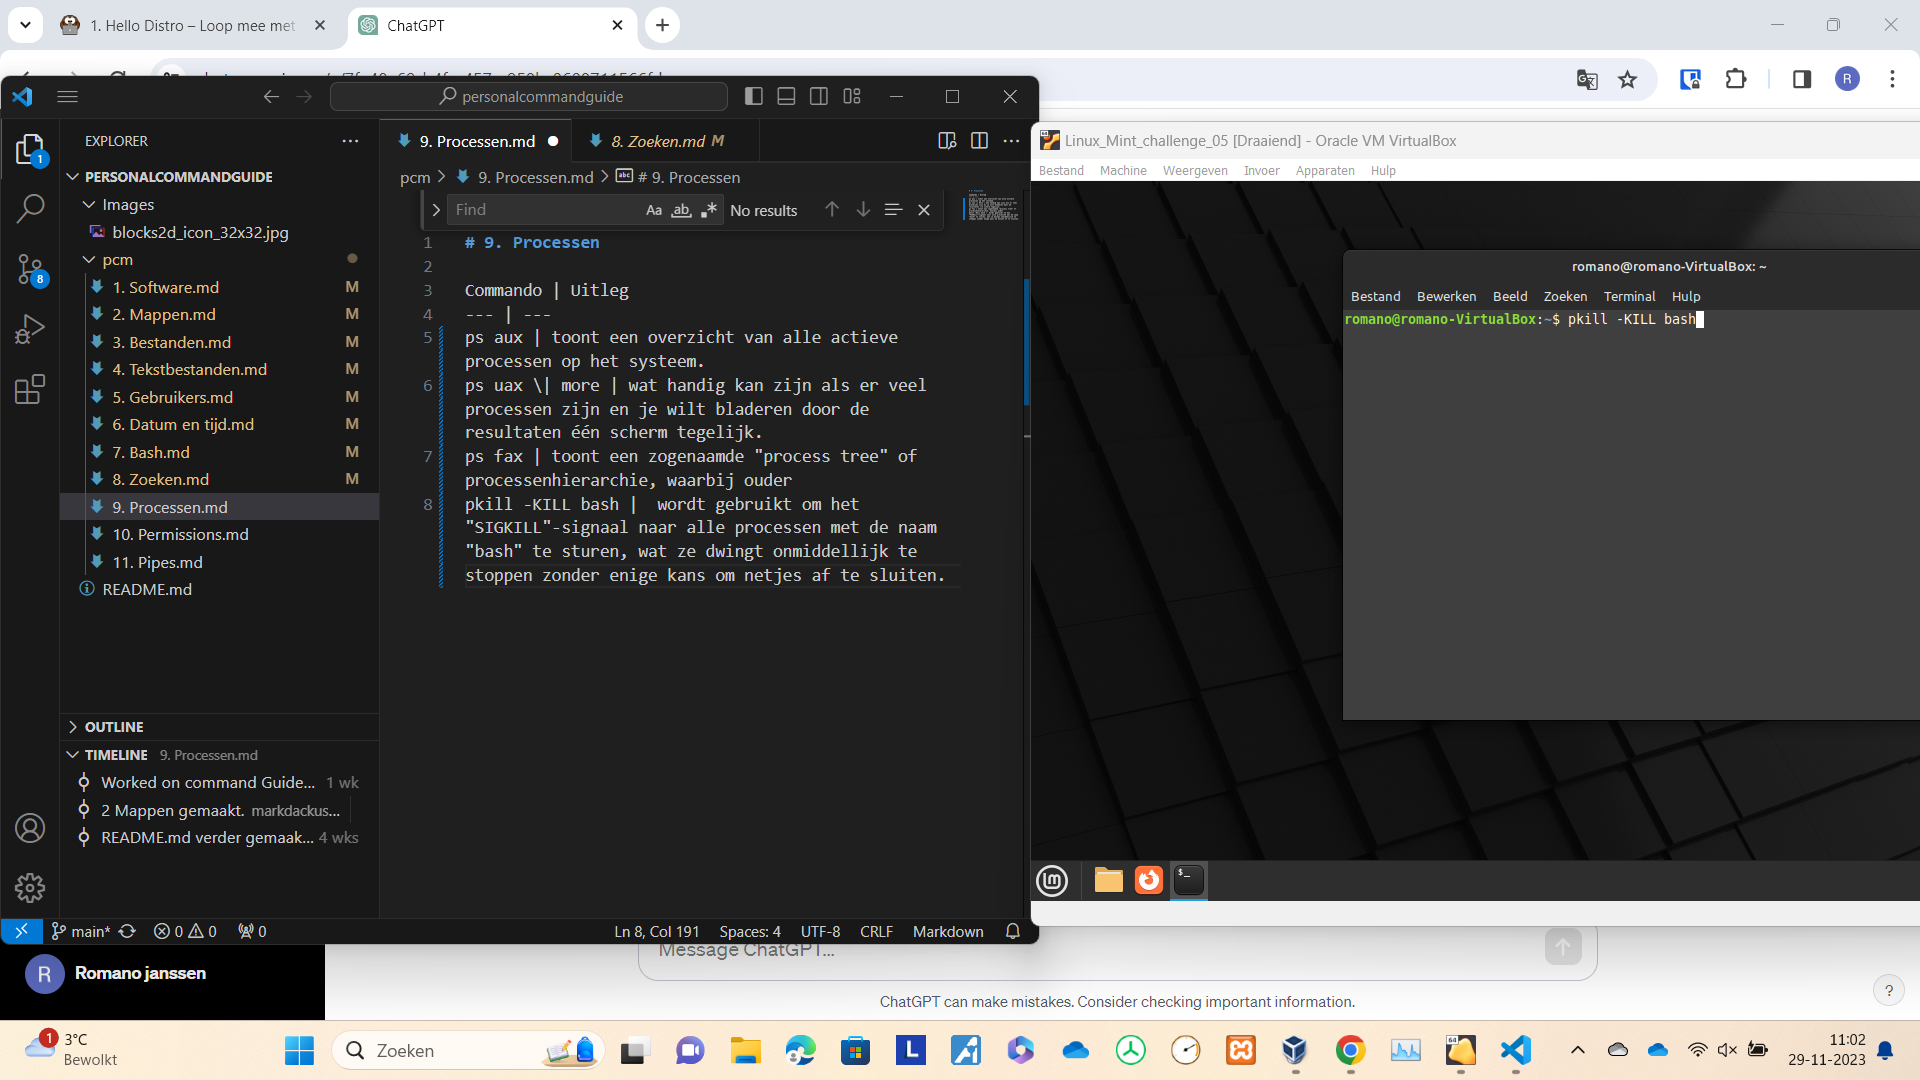 1. Hello Distro – Loop mee met
ChatGPT
R
personalcommandguide
EXPLORER
1
8
PERSONALCOMMANDGUIDE
Images
blocks2d_icon_32x32.jpg
pcm
1. Software.md M
2. Mappen.md M
3. Bestanden.md M
4. Tekstbestanden.md M
5. Gebruikers.md M
6. Datum en tijd.md M
7. Bash.md M
8. Zoeken.md M
9. Processen.md
10. Permissions.md
11. Pipes.md
README.md
OUTLINE
TIMELINE 9. Processen.md
Worked on command Guide... 1 wk
2 Mappen gemaakt. markdackus...
README.md verder gemaak... 4 wks
9. Processen.md
8. Zoeken.md M
pcm > 9. Processen.md > # 9. Processen
Find Aa ab No results
1 # 9. Processen
2
3 Commando | Uitleg
4 --- | ---
5 ps aux | toont een overzicht van alle actieve
processen op het systeem.
6 ps uax \| more | wat handig kan zijn als er veel
processen zijn en je wilt bladeren door de
resultaten één scherm tegelijk.
7 ps fax | toont een zogenaamde "process tree" of
processenhierarchie, waarbij ouder
8 pkill -KILL bash |  wordt gebruikt om het
"SIGKILL"-signaal naar alle processen met de naam
"bash" te sturen, wat ze dwingt onmiddellijk te
stoppen zonder enige kans om netjes af te sluiten.
main* 0 0 0
Ln 8, Col 191 Spaces: 4 UTF-8 CRLF Markdown
Linux_Mint_challenge_05 [Draaiend] - Oracle VM VirtualBox
Bestand Machine Weergeven Invoer Apparaten Hulp
romano@romano-VirtualBox: ~
Bestand Bewerken Beeld Zoeken Terminal Hulp
romano@romano-VirtualBox:~$ pkill -KILL bash
R Romano janssen
Message ChatGPT...
ChatGPT can make mistakes. Consider checking important information.
?
1 3°C
Bewolkt
Zoeken
L
64
11:02
29-11-2023